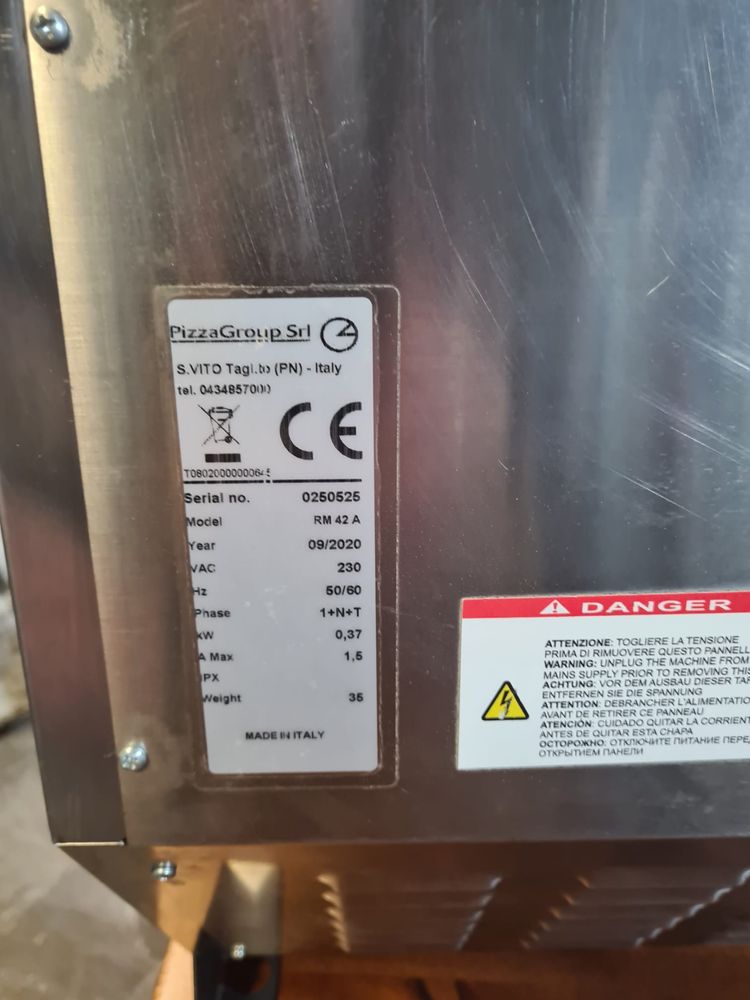 PizzaGroup Srl
S.VITO Tagl.to (PN) - Italy
tel. 0434857000
CE
T08020000000645
Serial no. 0250525
Model RM 42 A
Year 09/2020
VAC 230
Hz 50/60
Phase 1+N+T
kW 0,37
A Max 1,5
IPX
Weight 35
MADE IN ITALY
DANGER
ATTENZIONE: TOGLIERE LA TENSIONE
PRIMA DI RIMUOVERE QUESTO PANNELL
WARNING: UNPLUG THE MACHINE FROM
MAINS SUPPLY PRIOR TO REMOVING THIS
ACHTUNG: VOR DEM AUSBAU DIESER TAF
ENTFERNEN SIE DIE SPANNUNG
ATTENTION: DEBRANCHER L'ALIMENTATIO
AVANT DE RETIRER CE PANNEAU
ATENCIÓN: CUIDADO QUITAR LA CORRIENT
ANTES DE QUITAR ESTA CHAPA
ОСТОРОЖНО: ОТКЛЮЧИТЕ ПИТАНИЕ ПЕРЕД
ОТКРЫТИЕМ ПАНЕЛИ